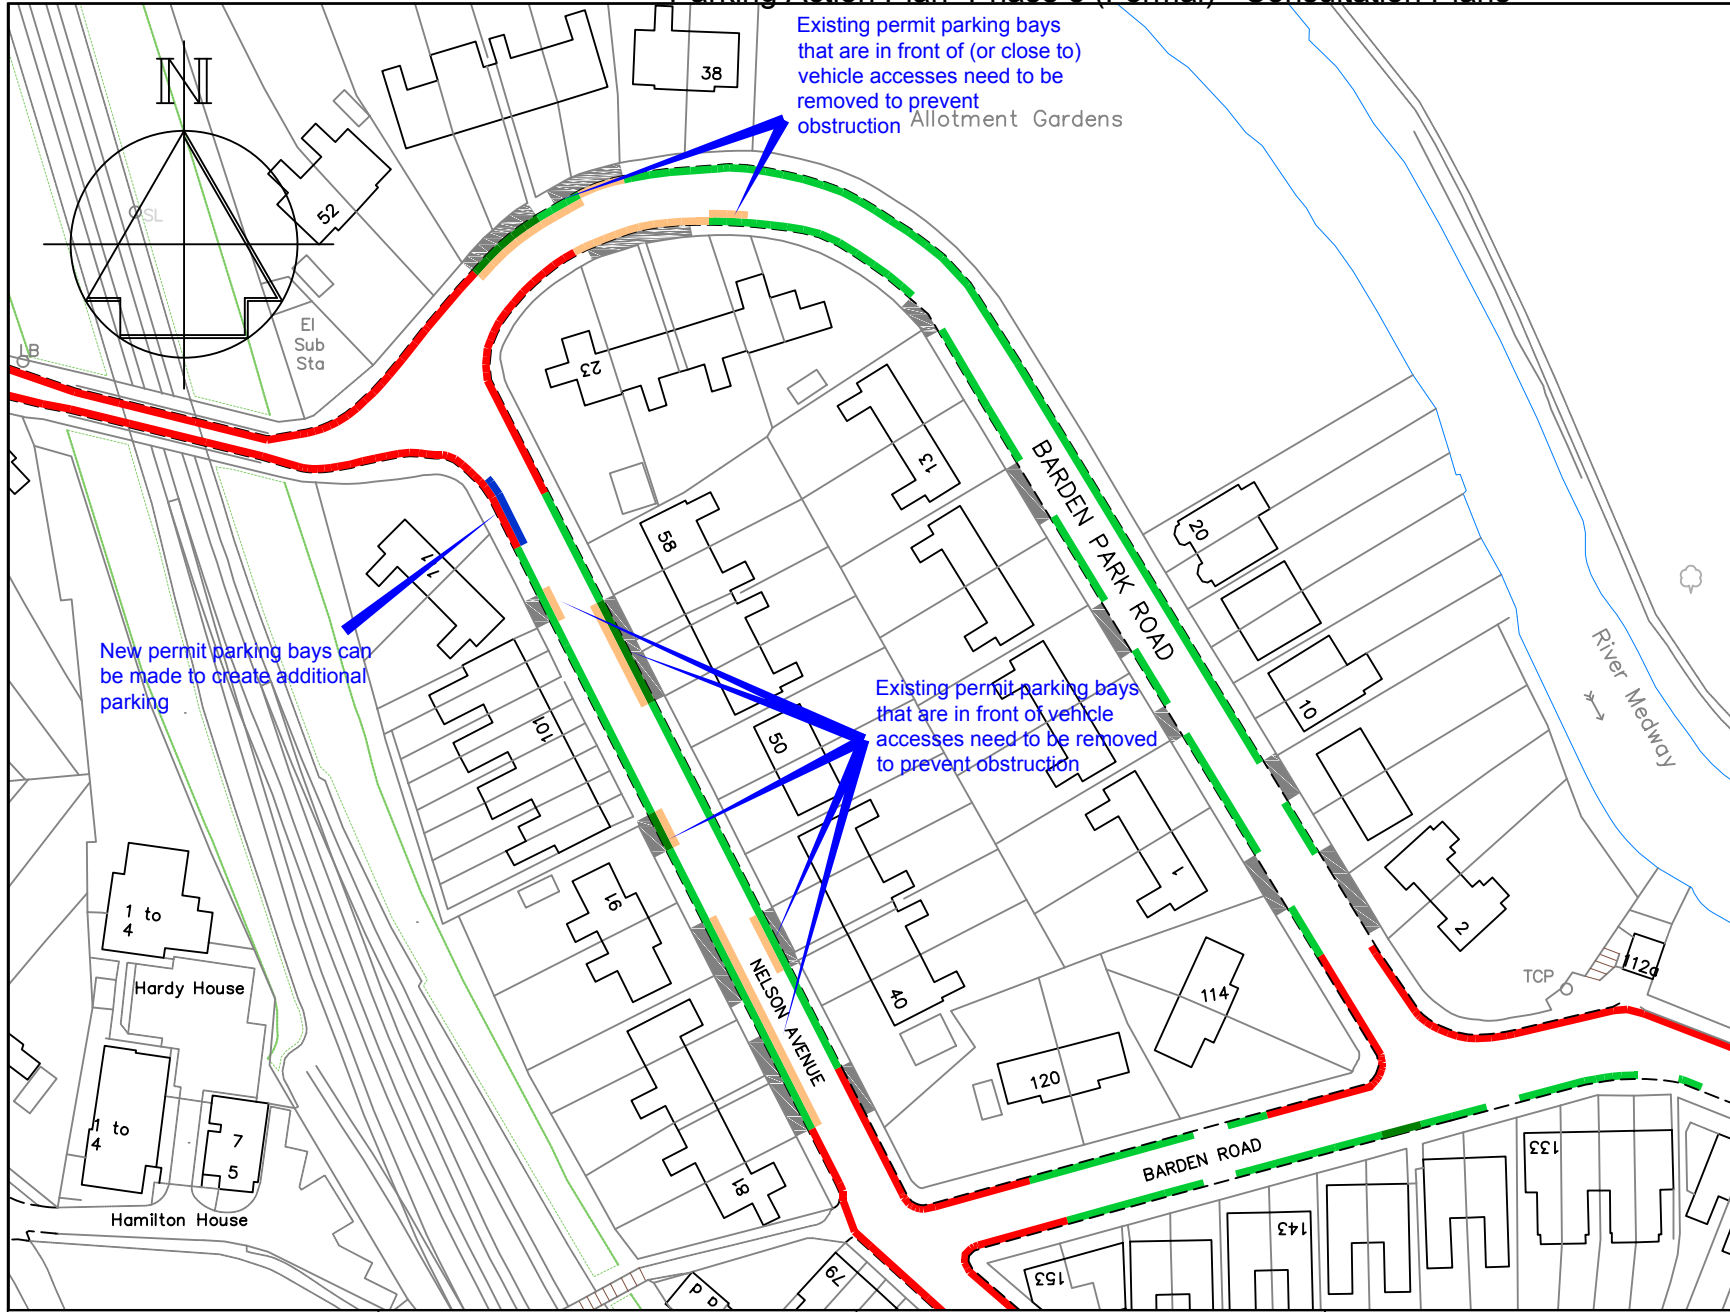 Existing permit parking bays
that are in front of (or close to)
vehicle accesses need to be
removed to prevent
obstruction
Allotment Gardens
N
38
52
SL
El
Sub
Sta
LB
23
13
BARDEN PARK ROAD
58
20
New permit parking bays can
be made to create additional
parking
101
10
River Medway
Existing permit parking bays
that are in front of vehicle
accesses need to be removed
to prevent obstruction
50
1
2
91
1 to
4
Hardy House
NELSON AVENUE
40
114
TCP
112a
120
1 to
4
7
5
81
BARDEN ROAD
133
Hamilton House
143
79
153